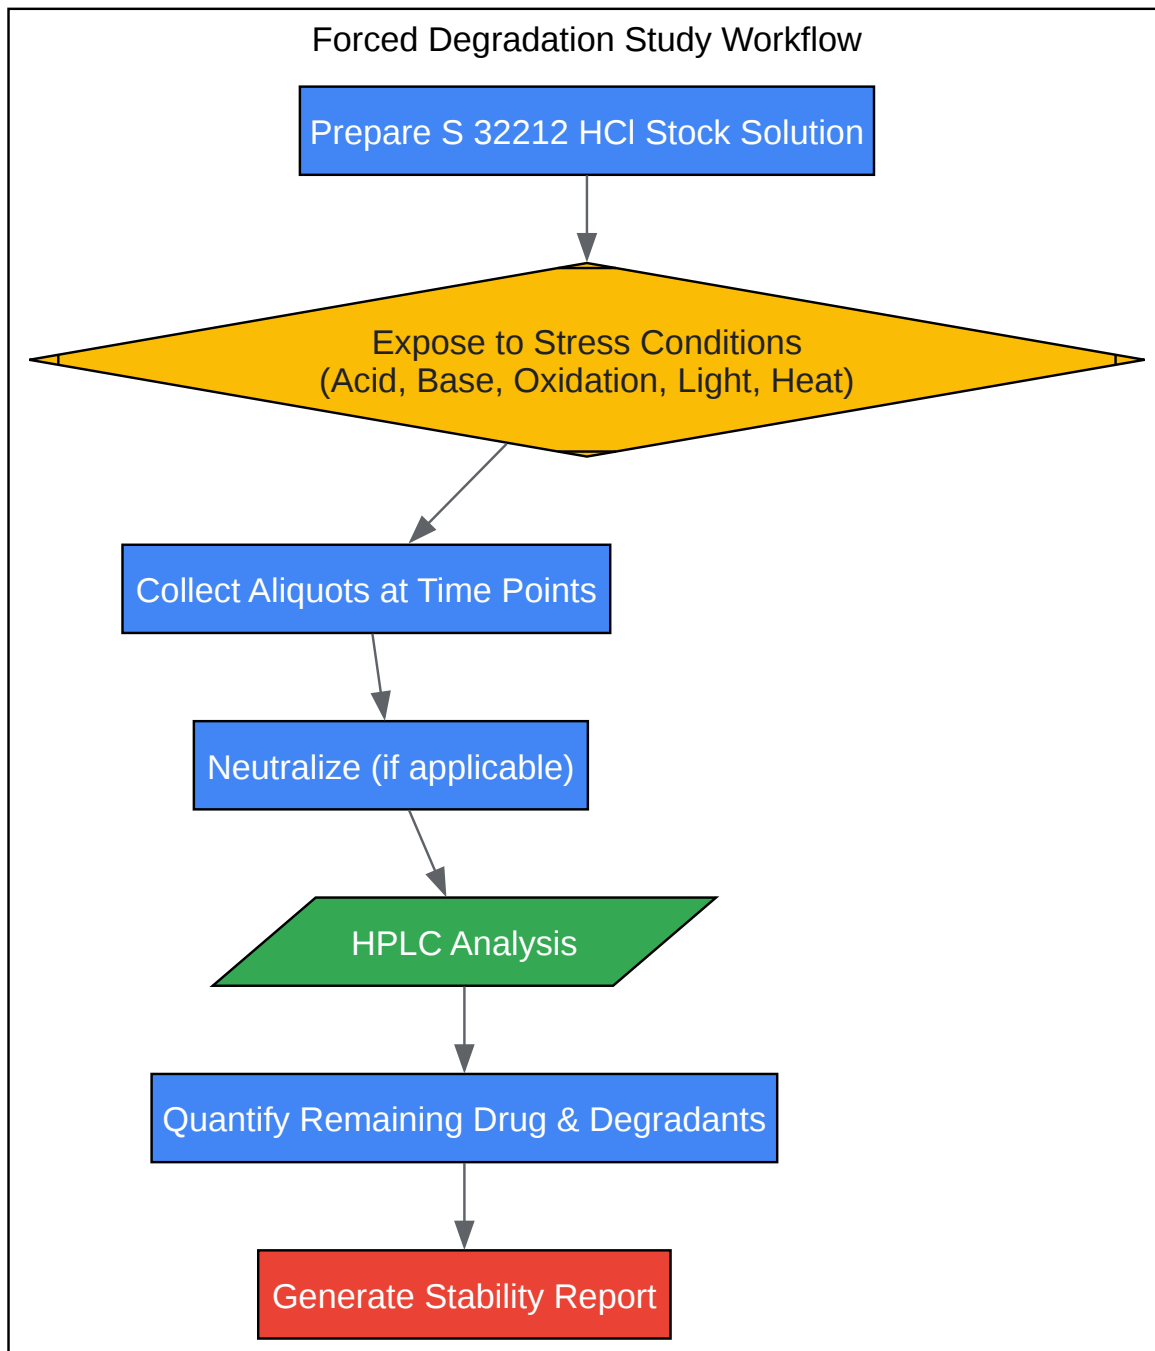 Forced Degradation Study Workflow
Prepare S 32212 HCl Stock Solution
Expose to Stress Conditions
(Acid, Base, Oxidation, Light, Heat)
Collect Aliquots at Time Points
Neutralize (if applicable)
HPLC Analysis
Quantify Remaining Drug & Degradants
Generate Stability Report